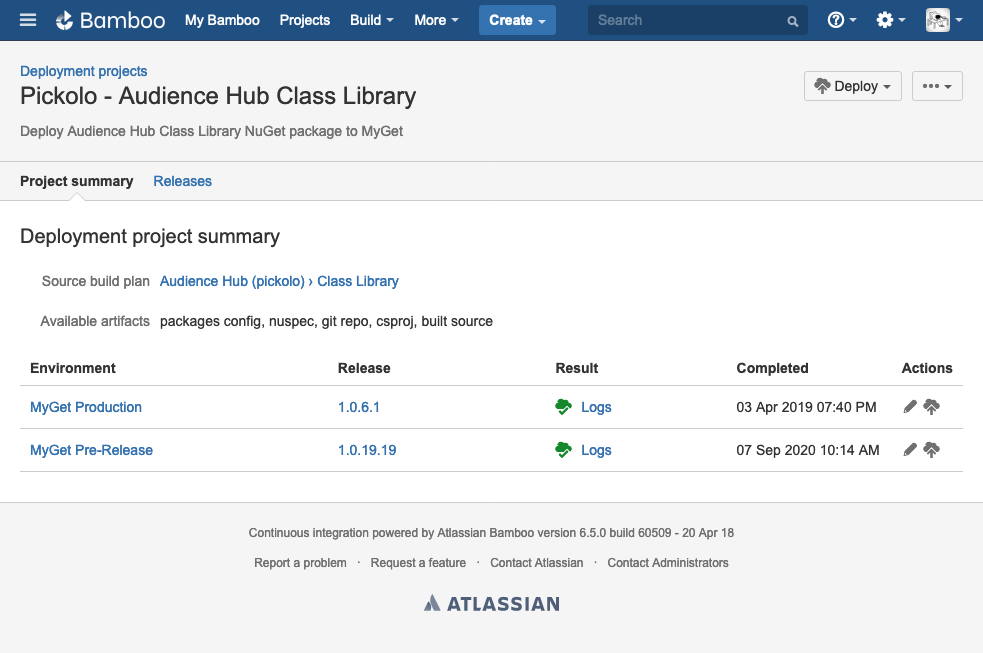 Bamboo My Bamboo Projects Build More Create Search
Deployment projects
Pickolo - Audience Hub Class Library
Deploy
Deploy Audience Hub Class Library NuGet package to MyGet
Project summary Releases
Deployment project summary
Source build plan Audience Hub (pickolo) › Class Library
Available artifacts packages config, nuspec, git repo, csproj, built source
Environment Release Result Completed Actions
MyGet Production 1.0.6.1 Logs 03 Apr 2019 07:40 PM
MyGet Pre-Release 1.0.19.19 Logs 07 Sep 2020 10:14 AM
Continuous integration powered by Atlassian Bamboo version 6.5.0 build 60509 - 20 Apr 18
Report a problem · Request a feature · Contact Atlassian · Contact Administrators
ATLASSIAN